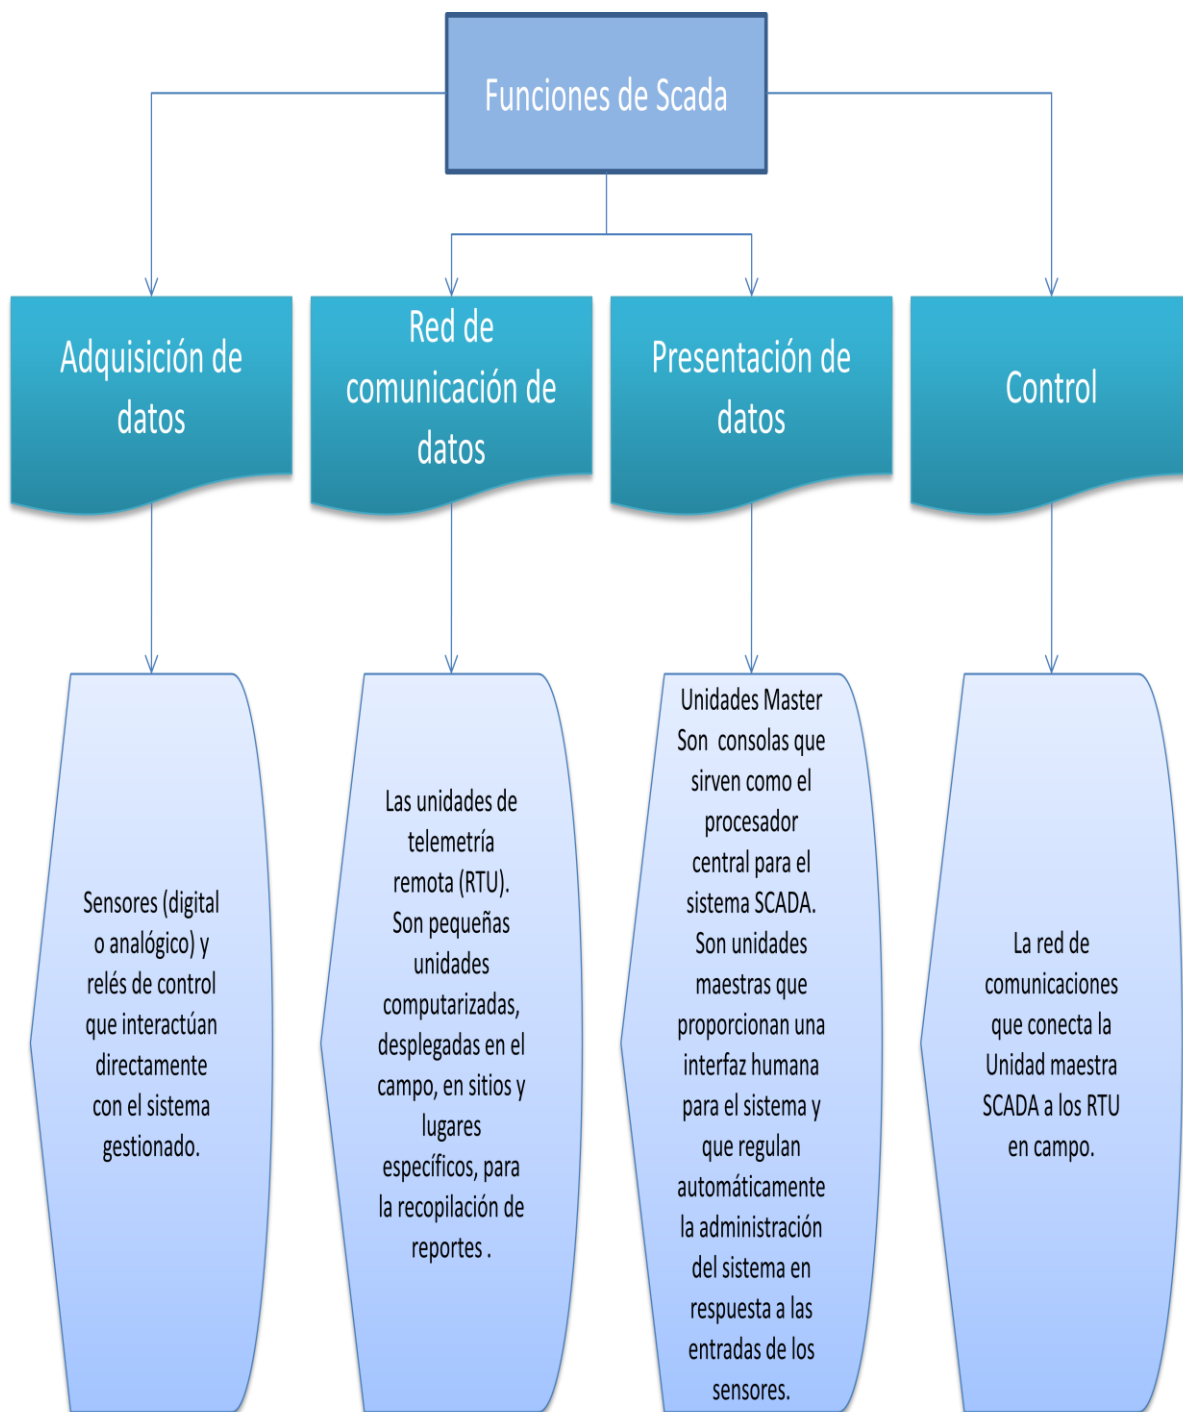 Funciones de Scada
Adquisición de
datos
Red de
comunicación de
datos
Presentación de
datos
Control
Sensores (digital
o analógico) y
relés de control
que interactúan
directamente
con el sistema
gestionado.
Las unidades de
telemetría
remota (RTU).
Son pequeñas
unidades
computarizadas,
desplegadas en el
campo, en sitios y
lugares
específicos, para
la recopilación de
reportes .
Unidades Master
Son consolas que
sirven como el
procesador
central para el
sistema SCADA.
Son unidades
maestras que
proporcionan una
interfaz humana
para el sistema y
que regulan
automáticamente
la administración
del sistema en
respuesta a las
entradas de los
sensores.
La red de
comunicaciones
que conecta la
Unidad maestra
SCADA a los RTU
en campo.